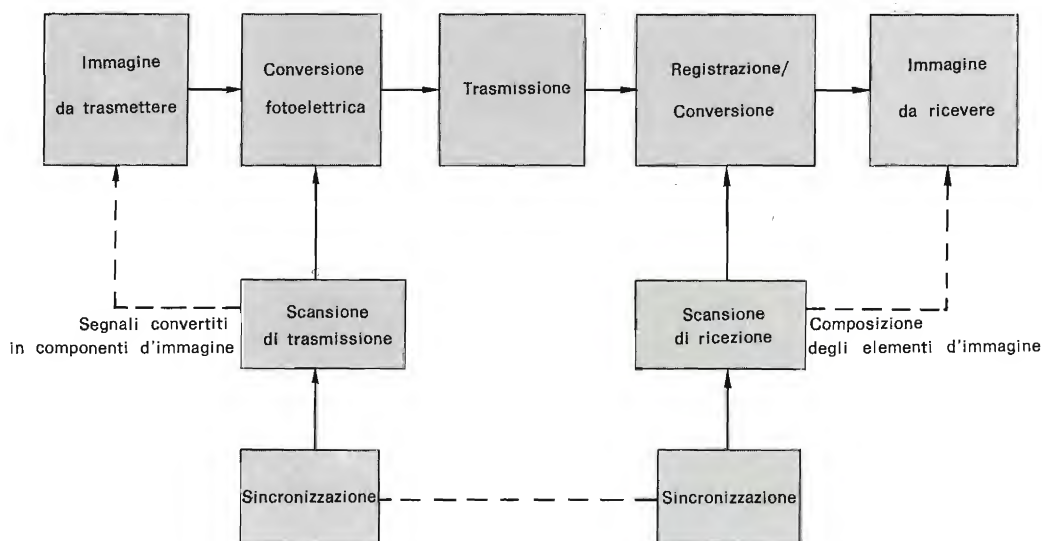 Immagine
da trasmettere
Conversione
fotoelettrica
Trasmissione
Registrazione/
Conversione
Immagine
da ricevere
Segnali convertiti
in componenti d'immagine
Scansione
di trasmissione
Scansione
di ricezione
Composizione
degli elementi d'immagine
Sincronizzazione
Sincronizzazione